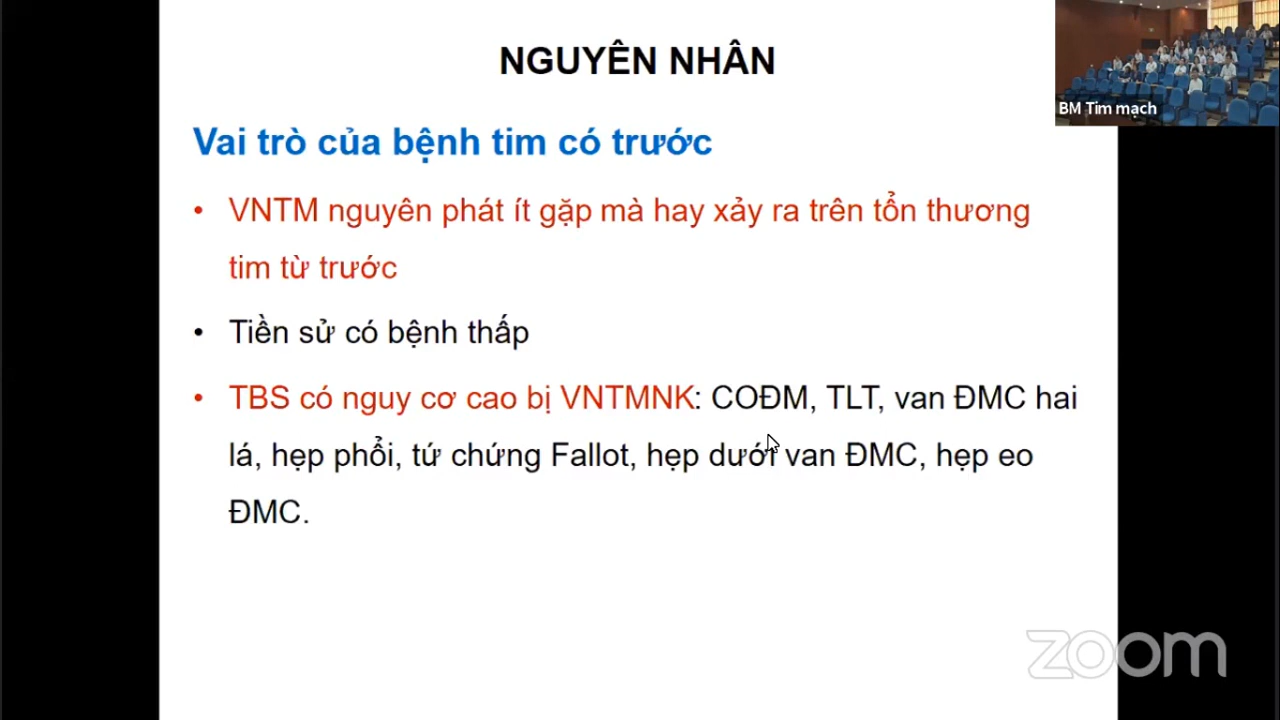 NGUYÊN NHÂN
BM Tim mạch
Vai trò của bệnh tim có trước
• VNTM nguyên phát ít gặp mà hay xảy ra trên tổn thương
tim từ trước
• Tiền sử có bệnh thấp
• TBS có nguy cơ cao bị VNTMNK: COĐM, TLT, van ĐMC hai
lá, hẹp phổi, tứ chứng Fallot, hẹp dưới van ĐMC, hẹp eo
ĐMC.
zoom